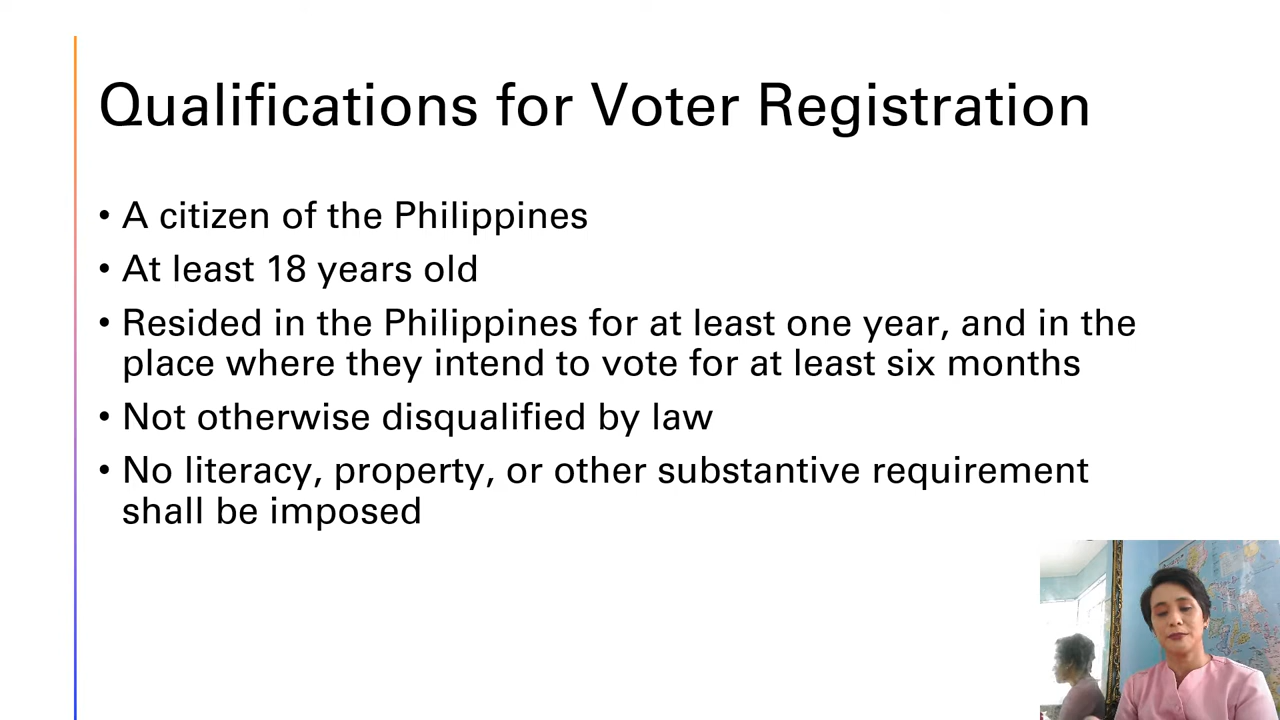 Qualifications for Voter Registration
• A citizen of the Philippines
• At least 18 years old
• Resided in the Philippines for at least one year, and in the
place where they intend to vote for at least six months
• Not otherwise disqualified by law
• No literacy, property, or other substantive requirement
shall be imposed